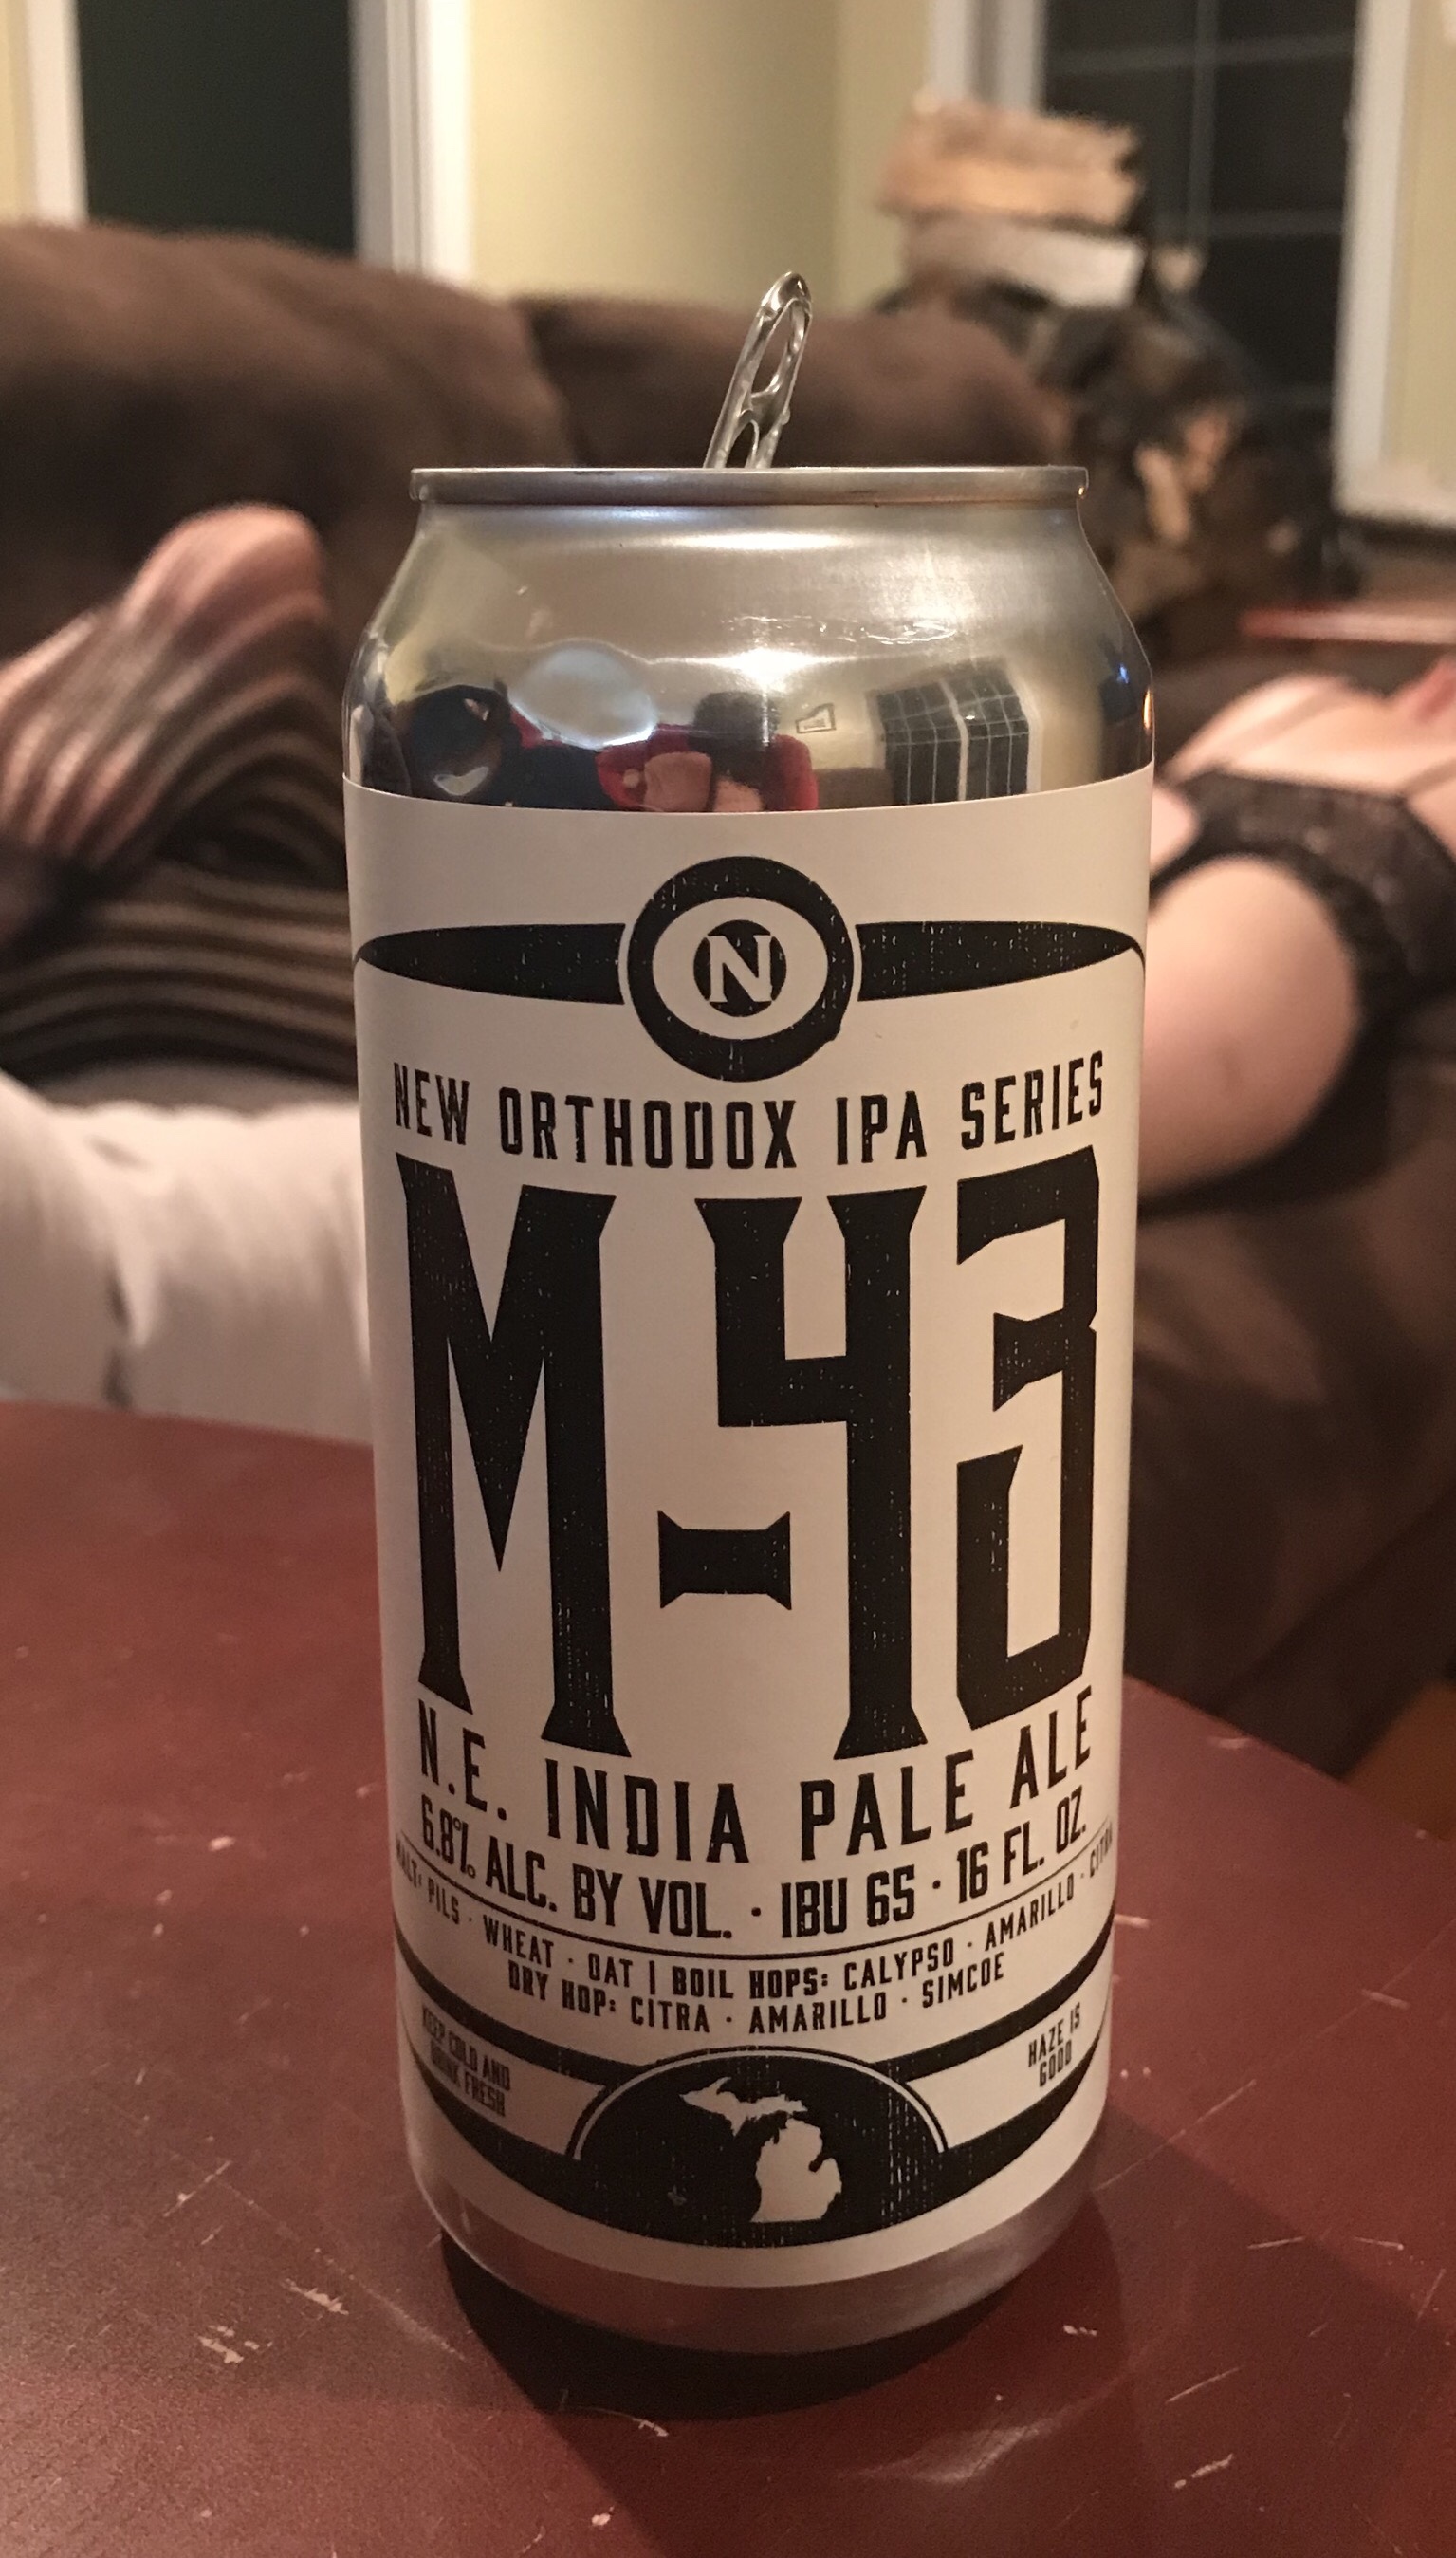 N
NEW ORTHODOX IPA SERIES
M-43
N.E. INDIA PALE ALE
6.8% ALC. BY VOL. · IBU 65 · 16 FL. OZ.
MALT: PILS · WHEAT · OAT | BOIL HOPS: CALYPSO · AMARILLO · CITRA
DRY HOP: CITRA · AMARILLO · SIMCOE
KEEP COLD AND
DRINK FRESH
HAZE IS
GOOD